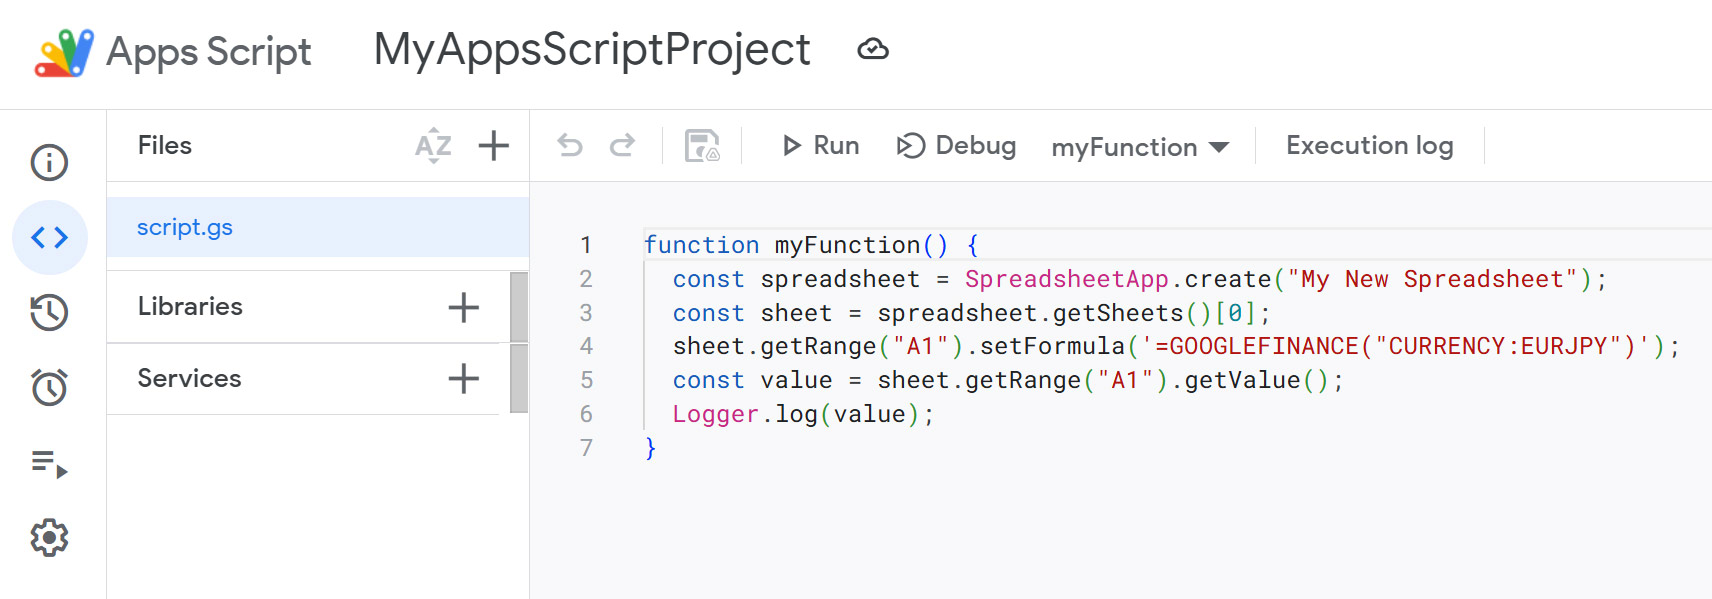 Apps Script MyAppsScriptProject
Files AZ
Run Debug myFunction Execution log
script.gs
Libraries
Services
1 function myFunction() {
2 const spreadsheet = SpreadsheetApp.create("My New Spreadsheet");
3 const sheet = spreadsheet.getSheets()[0];
4 sheet.getRange("A1").setFormula('=GOOGLEFINANCE("CURRENCY:EURJPY")');
5 const value = sheet.getRange("A1").getValue();
6 Logger.log(value);
7 }